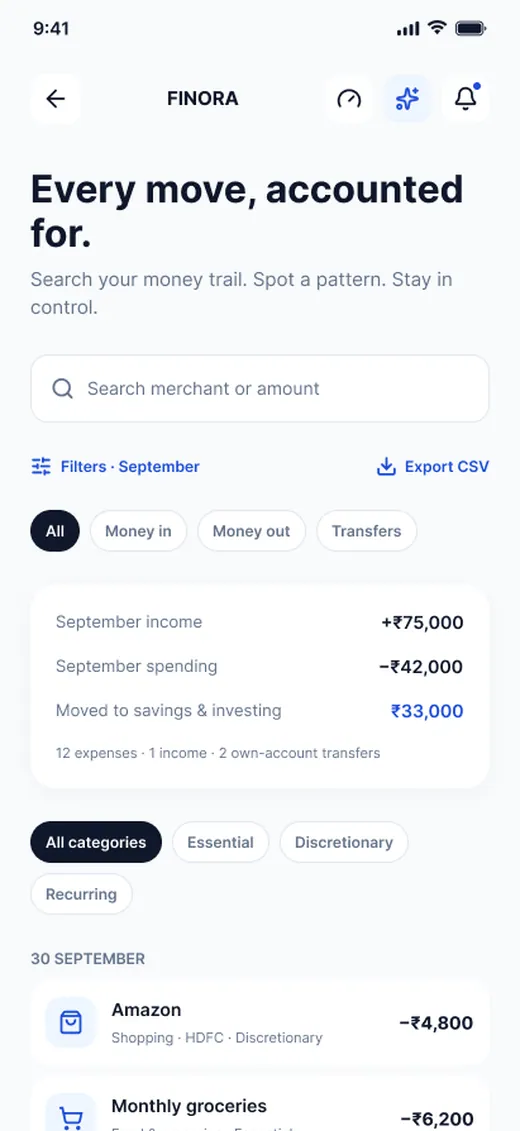 9:41
FINORA
Every move, accounted
for.
Search your money trail. Spot a pattern. Stay in
control.
Search merchant or amount
Filters · September
Export CSV
All
Money in
Money out
Transfers
September income
+₹75,000
September spending
−₹42,000
Moved to savings & investing
₹33,000
12 expenses · 1 income · 2 own-account transfers
All categories
Essential
Discretionary
Recurring
30 SEPTEMBER
Amazon
−₹4,800
Shopping · HDFC · Discretionary
Monthly groceries
−₹6,200